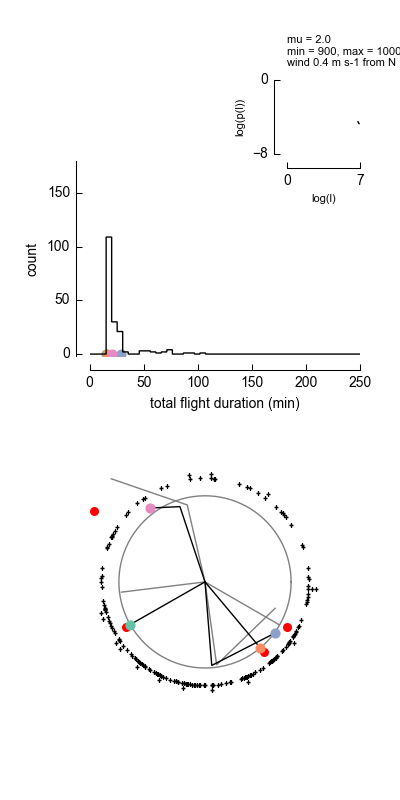 mu = 2.0
min = 900, max = 1000
wind 0.4 m s-1 from N
0
log(p(l))
−8
0
7
log(l)
150
count
100
50
0
0
50
100
150
200
250
total flight duration (min)